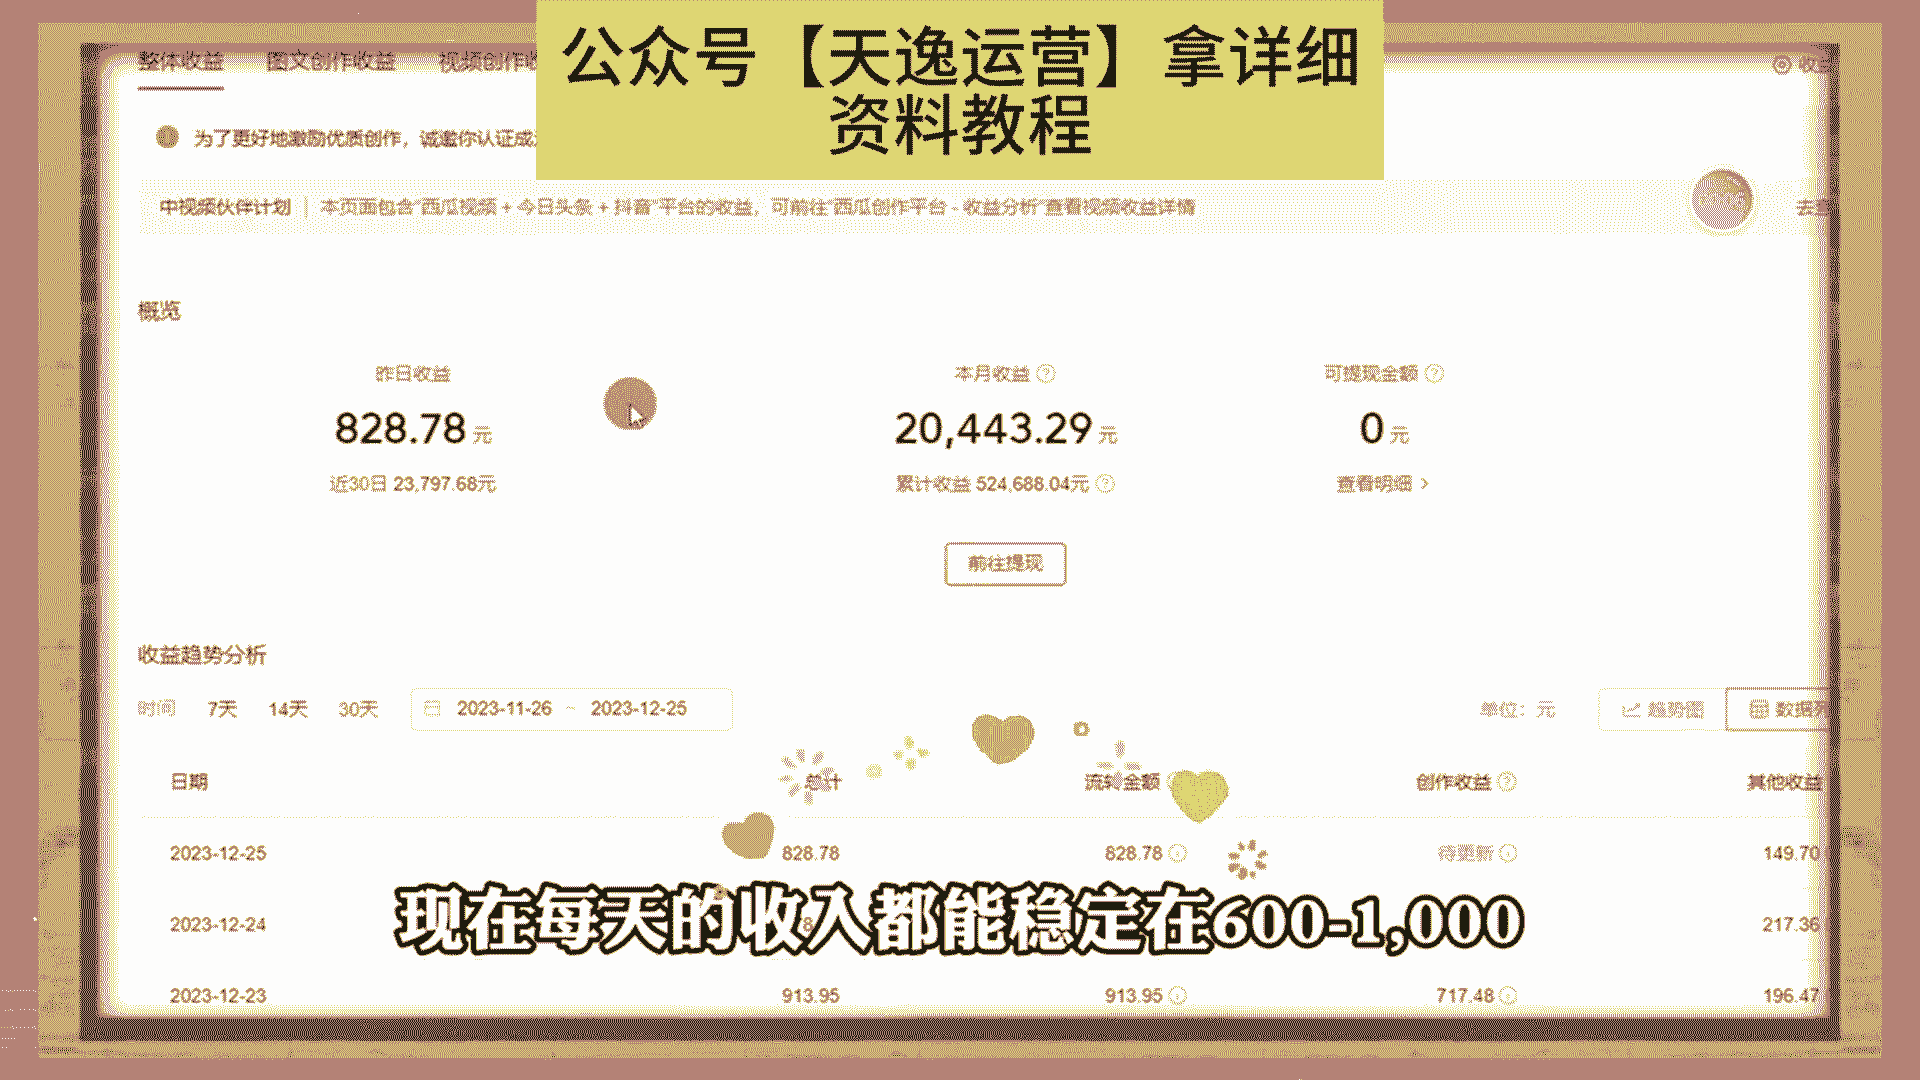 公众号【天逸运营】拿详细
资料教程
整体收益 图文创作收益 视频创作收
收益
为了更好地激励优质创作，诚邀你认证成
中视频伙伴计划 | 本页面包含"西瓜视频 + 今日头条 + 抖音"平台的收益，可前往"西瓜创作平台 - 收益分析"查看视频收益详情
概览
昨日收益 本月收益 可提现金额
828.78 元 20,443.29 元 0 元
近30日 23,797.68元 累计收益 524,688.04元 查看明细 >
前往提现
收益趋势分析
时间 7天 14天 30天 2023-11-26 ~ 2023-12-25 单位：元 趋势图 数据
日期 总计 流转金额 创作收益 其他收益
2023-12-25 828.78 828.78 待更新 149.70
2023-12-24 217.36
现在每天的收入都能稳定在600-1,000
2023-12-23 913.95 913.95 717.48 196.47